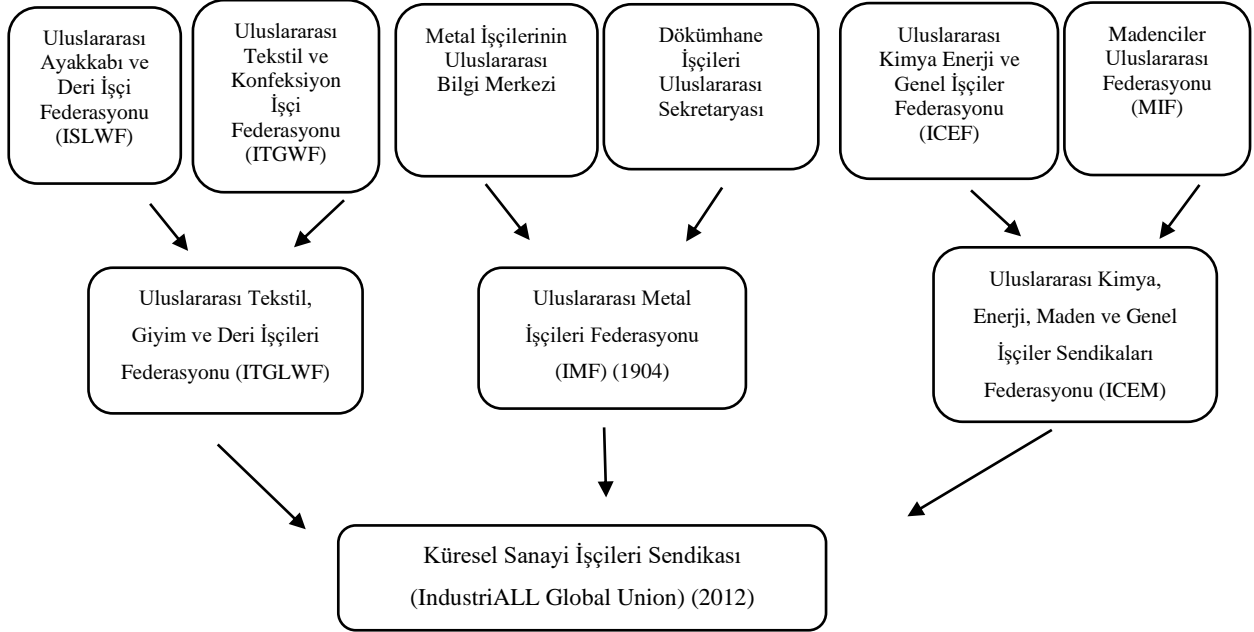 Uluslararası
Ayakkabı ve
Deri İşçi
Federasyonu
(ISLWF)
Uluslararası
Tekstil ve
Konfeksiyon
İşçi
Federasyonu
(ITGWF)
Metal İşçilerinin
Uluslararası
Bilgi Merkezi
Dökümhane
İşçileri
Uluslararası
Sekretaryası
Uluslararası
Kimya Enerji ve
Genel İşçiler
Federasyonu
(ICEF)
Madenciler
Uluslararası
Federasyonu
(MIF)
Uluslararası Tekstil,
Giyim ve Deri İşçileri
Federasyonu (ITGLWF)
Uluslararası Metal
İşçileri Federasyonu
(IMF) (1904)
Uluslararası Kimya,
Enerji, Maden ve Genel
İşçiler Sendikaları
Federasyonu (ICEM)
Küresel Sanayi İşçileri Sendikası
(IndustriALL Global Union) (2012)